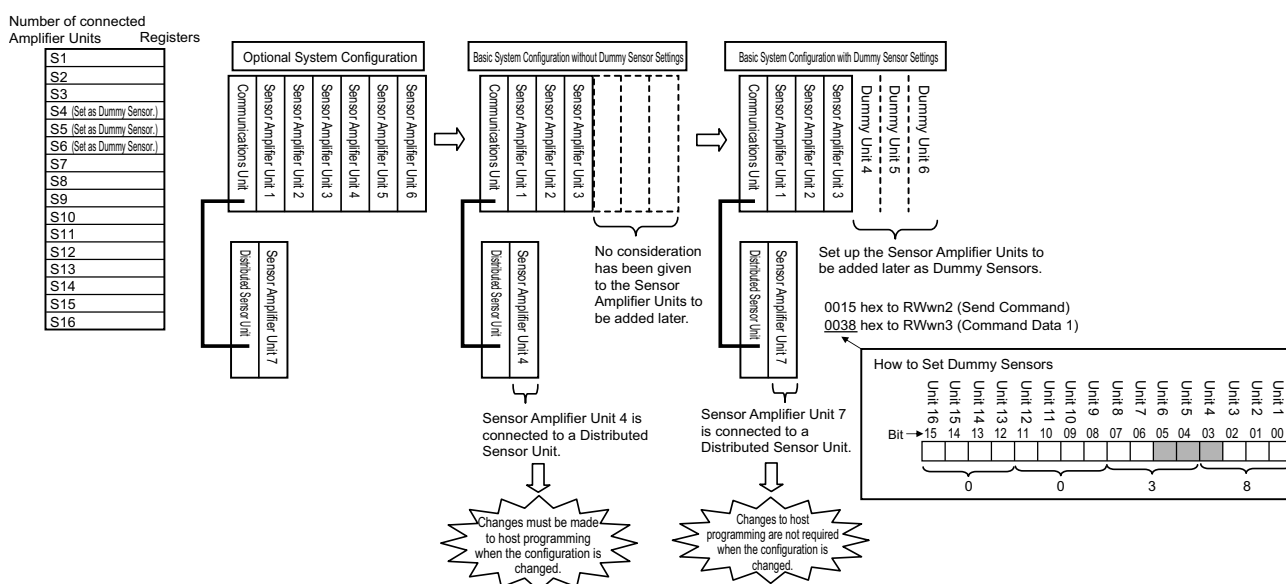 Number of connected
Amplifier Units
Registers
S1
S2
S3
S4 (Set as Dummy Sensor.)
S5 (Set as Dummy Sensor.)
S6 (Set as Dummy Sensor.)
S7
S8
S9
S10
S11
S12
S13
S14
S15
S16
Optional System Configuration
Communications Unit
Sensor Amplifier Unit 1
Sensor Amplifier Unit 2
Sensor Amplifier Unit 3
Sensor Amplifier Unit 4
Sensor Amplifier Unit 5
Sensor Amplifier Unit 6
Distributed Sensor Unit
Sensor Amplifier Unit 7
Basic System Configuration without Dummy Sensor Settings
Communications Unit
Sensor Amplifier Unit 1
Sensor Amplifier Unit 2
Sensor Amplifier Unit 3
No consideration
has been given
to the Sensor
Amplifier Units to
be added later.
Distributed Sensor Unit
Sensor Amplifier Unit 4
Sensor Amplifier Unit 4 is
connected to a Distributed
Sensor Unit.
Changes must be made
to host programming
when the configuration is
changed.
Basic System Configuration with Dummy Sensor Settings
Communications Unit
Sensor Amplifier Unit 1
Sensor Amplifier Unit 2
Sensor Amplifier Unit 3
Dummy Unit 4
Dummy Unit 5
Dummy Unit 6
Set up the Sensor Amplifier Units to
be added later as Dummy Sensors.
Distributed Sensor Unit
Sensor Amplifier Unit 7
Sensor Amplifier Unit 7
is connected to a
Distributed Sensor Unit.
Changes to host
programming are not required
when the configuration is
changed.
0015 hex to RWwn2 (Send Command)
0038 hex to RWwn3 (Command Data 1)
How to Set Dummy Sensors
Unit 16
Unit 15
Unit 14
Unit 13
Unit 12
Unit 11
Unit 10
Unit 9
Unit 8
Unit 7
Unit 6
Unit 5
Unit 4
Unit 3
Unit 2
Unit 1
Bit 15 14 13 12 11 10 09 08 07 06 05 04 03 02 01 00
0 0 3 8